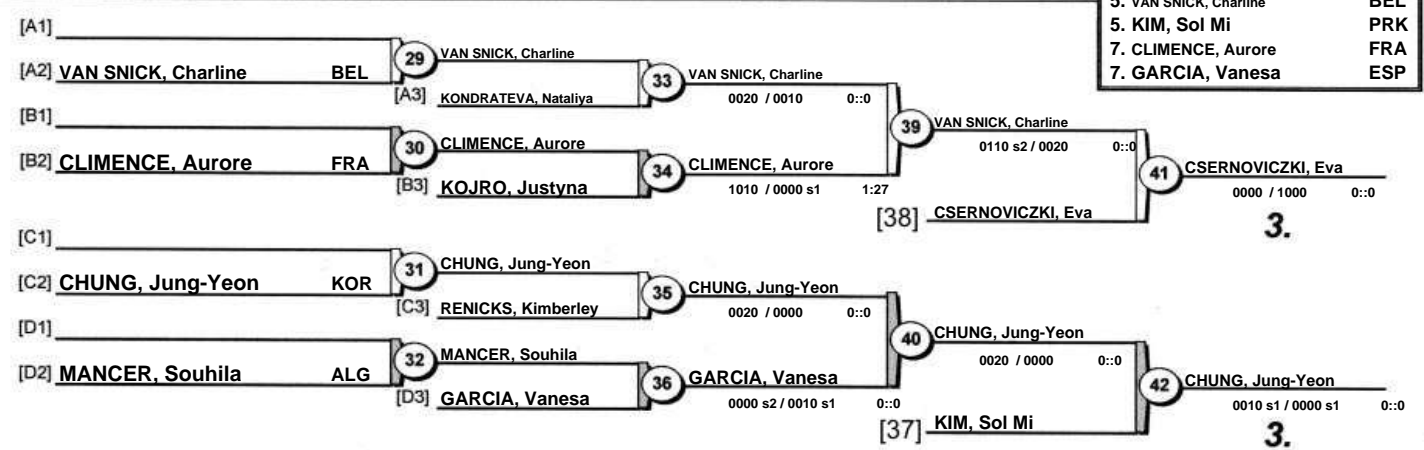 5. VAN SNICK, Charline BEL
5. KIM, Sol Mi PRK
7. CLIMENCE, Aurore FRA
7. GARCIA, Vanesa ESP
[A1]
[A2] VAN SNICK, Charline BEL
29
VAN SNICK, Charline
[A3] KONDRATEVA, Nataliya
33
VAN SNICK, Charline
0020 / 0010 0::0
[B1]
[B2] CLIMENCE, Aurore FRA
30
CLIMENCE, Aurore
[B3] KOJRO, Justyna
34
CLIMENCE, Aurore
1010 / 0000 s1 1:27
39
VAN SNICK, Charline
0110 s2 / 0020 0::0
[38] CSERNOVICZKI, Eva
41
CSERNOVICZKI, Eva
0000 / 1000 0::0
3.
[C1]
[C2] CHUNG, Jung-Yeon KOR
31
CHUNG, Jung-Yeon
[C3] RENICKS, Kimberley
35
CHUNG, Jung-Yeon
0020 / 0000 0::0
[D1]
[D2] MANCER, Souhila ALG
32
MANCER, Souhila
[D3] GARCIA, Vanesa
36
GARCIA, Vanesa
0000 s2 / 0010 s1 0::0
40
CHUNG, Jung-Yeon
0020 / 0000 0::0
[37] KIM, Sol Mi
42
CHUNG, Jung-Yeon
0010 s1 / 0000 s1 0::0
3.